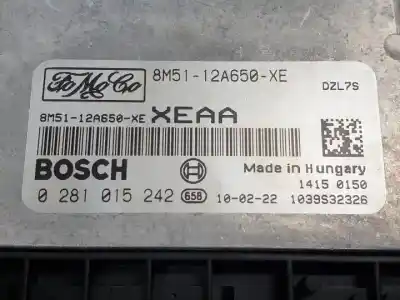 FoMoCo
8M51-12A650-XE
DZL7S
8M51-12A650-XE XEAA
BOSCH
Made in Hungary
1415 0150
0 281 015 242 656 10-02-22 1039S32326